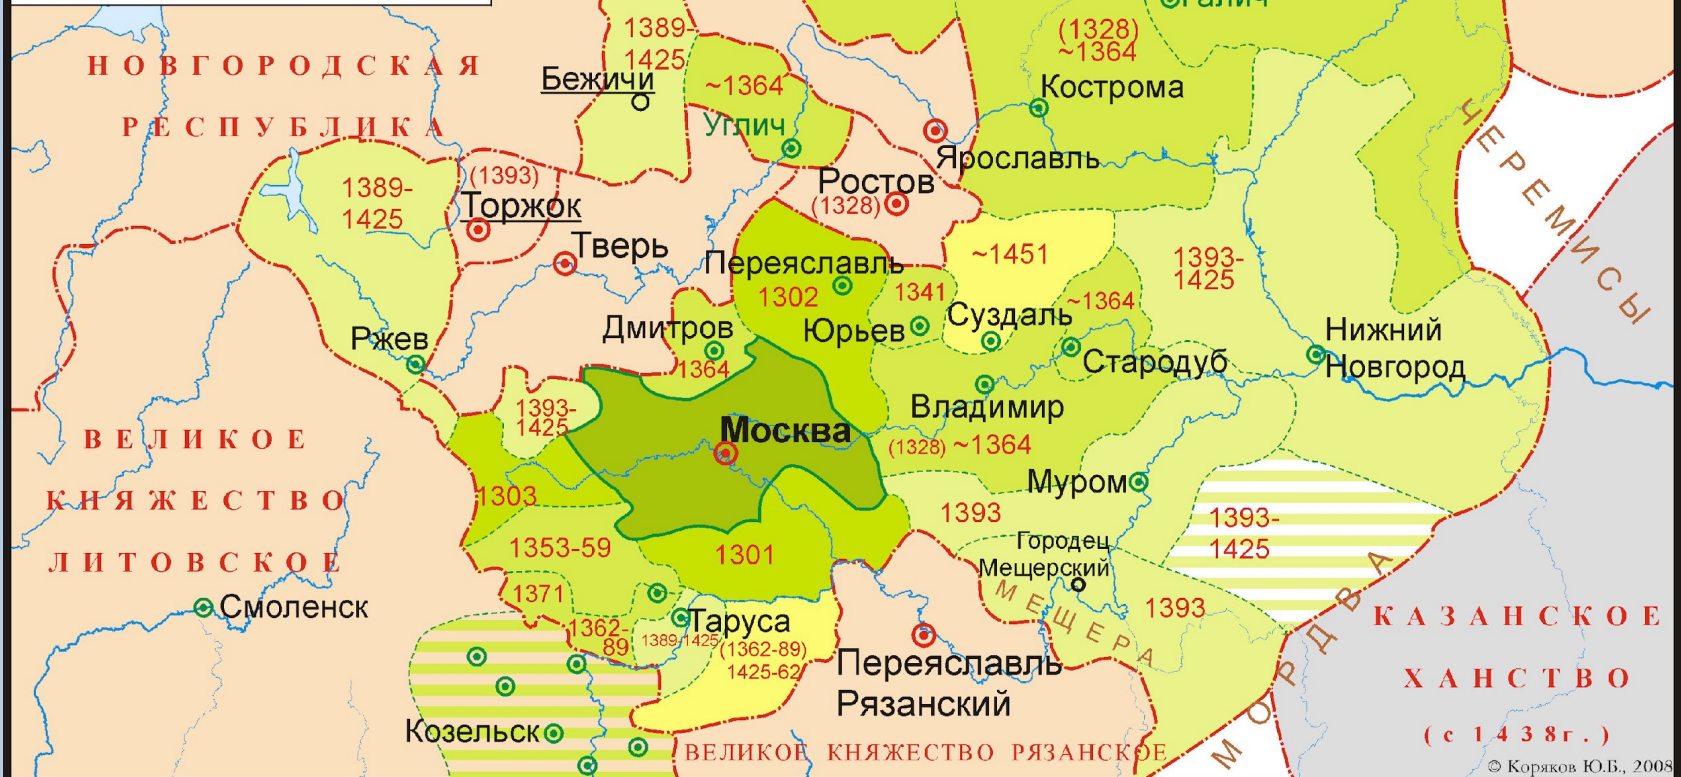 Галич
1389-
1425
(1328)
~1364
НОВГОРОДСКАЯ
РЕСПУБЛИКА
Бежичи
~1364
Кострома
Углич
Ярославль
ЧЕРЕМИСЫ
1389-
1425
(1393)
Торжок
Ростов
(1328)
Тверь
~1451
1393-
1425
Переяславль
1302
1341
~1364
Дмитров
Юрьев
Суздаль
Ржев
1364
Стародуб
Нижний
Новгород
1393-
1425
Владимир
(1328) ~1364
Москва
ВЕЛИКОЕ
КНЯЖЕСТВО
ЛИТОВСКОЕ
1303
Муром
1393
1393-
1425
1353-59
1301
Городец
Мещерский
МЕЩЕРА
1371
1393
МОРДВА
Смоленск
Таруса
1362-
89
1389-1425
(1362-89)
1425-62
Переяславль
Рязанский
КАЗАНСКОЕ
ХАНСТВО
(с 1438г.)
Козельск
ВЕЛИКОЕ КНЯЖЕСТВО РЯЗАНСКОЕ
© Коряков Ю.Б., 2008